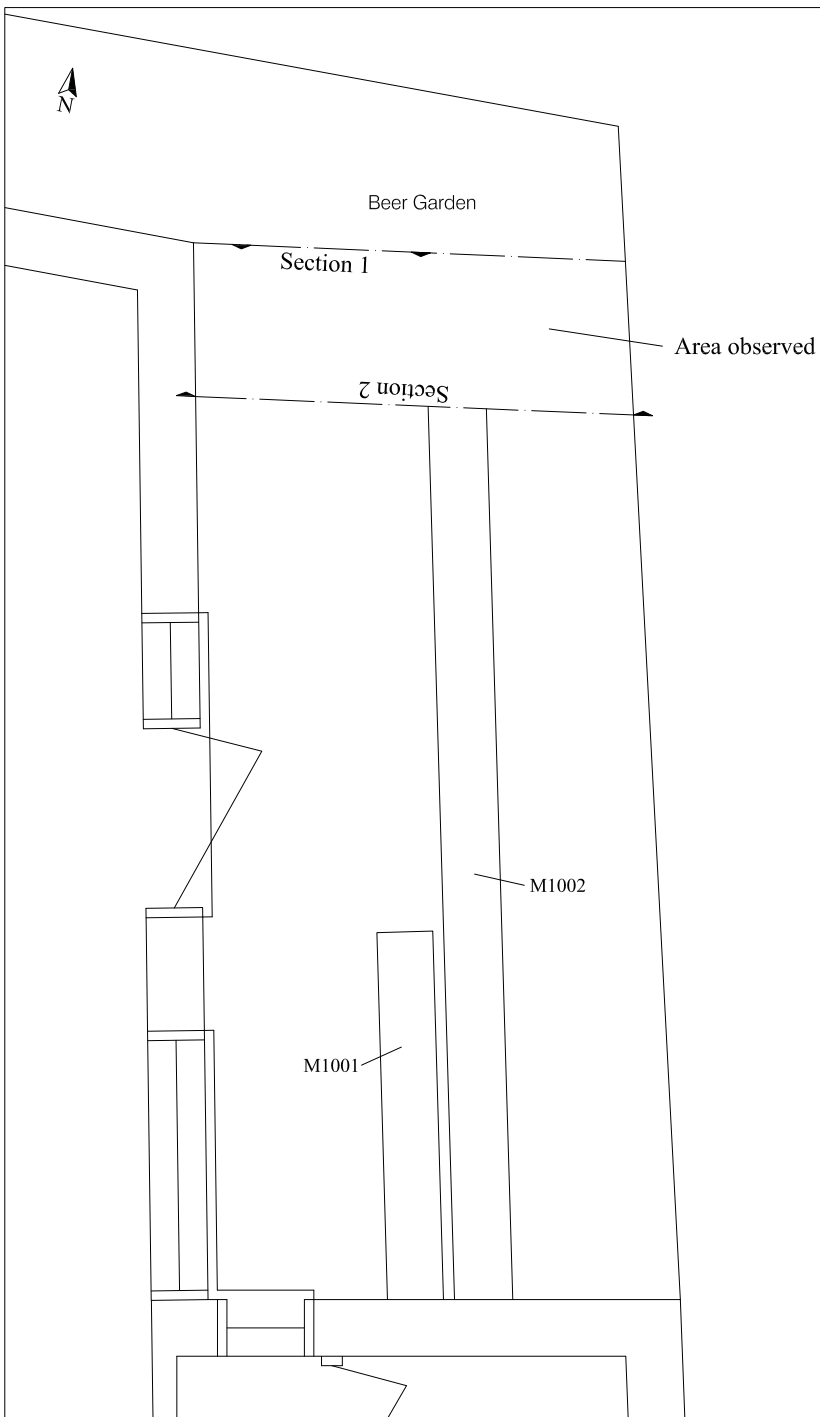 N
Beer Garden
Section 1
Area observed
Section 2
M1002
M1001